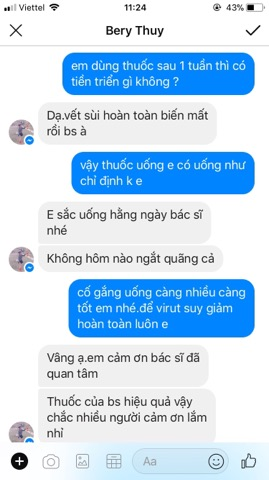 Viettel 11:24 43%
Bery Thuy
em dùng thuốc sau 1 tuần thì có
tiến triển gì không ?
Dạ.vết sùi hoàn toàn biến mất
rồi bs à
vậy thuốc uống e có uống như
chỉ định k e
E sắc uống hằng ngày bác sĩ
nhé
Không hôm nào ngắt quãng cả
cố gắng uống càng nhiều càng
tốt em nhé.để virut suy giảm
hoàn toàn luôn e
Vâng ạ.em cảm ơn bác sĩ đã
quan tâm
Thuốc của bs hiệu quả vậy
chắc nhiều người cảm ơn lắm
nhỉ
Aa